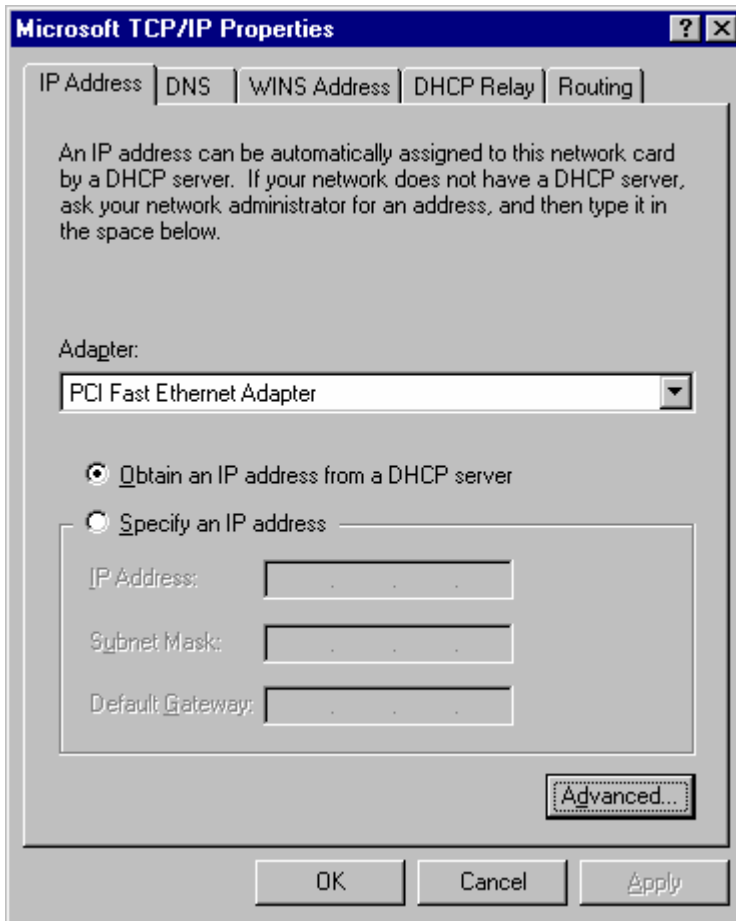 Microsoft TCP/IP Properties
IP Address DNS WINS Address DHCP Relay Routing
An IP address can be automatically assigned to this network card
by a DHCP server. If your network does not have a DHCP server,
ask your network administrator for an address, and then type it in
the space below.
Adapter:
PCI Fast Ethernet Adapter
Obtain an IP address from a DHCP server
Specify an IP address
IP Address:
Subnet Mask:
Default Gateway:
Advanced...
OK Cancel Apply